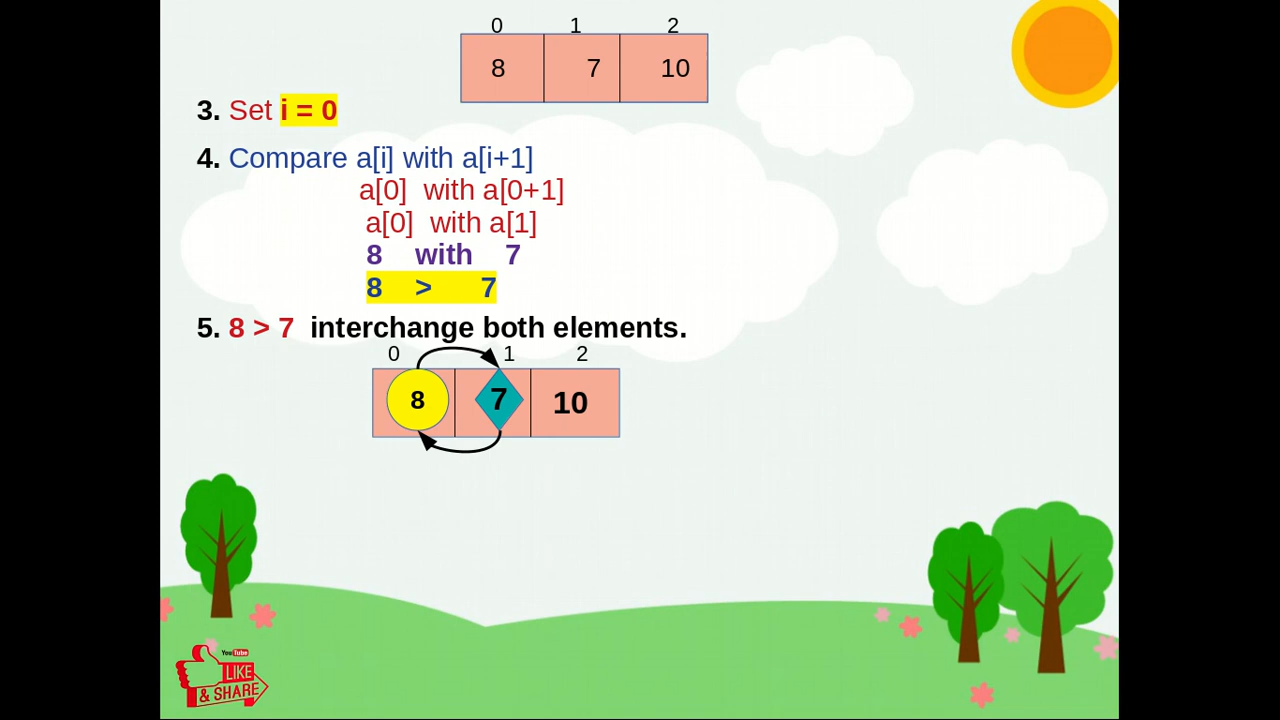 0 1 2
8 7 10
3. Set i = 0
4. Compare a[i] with a[i+1]
a[0] with a[0+1]
a[0] with a[1]
8 with 7
8 > 7
5. 8 > 7 interchange both elements.
0 1 2
8 7 10
YouTube
LIKE
& SHARE